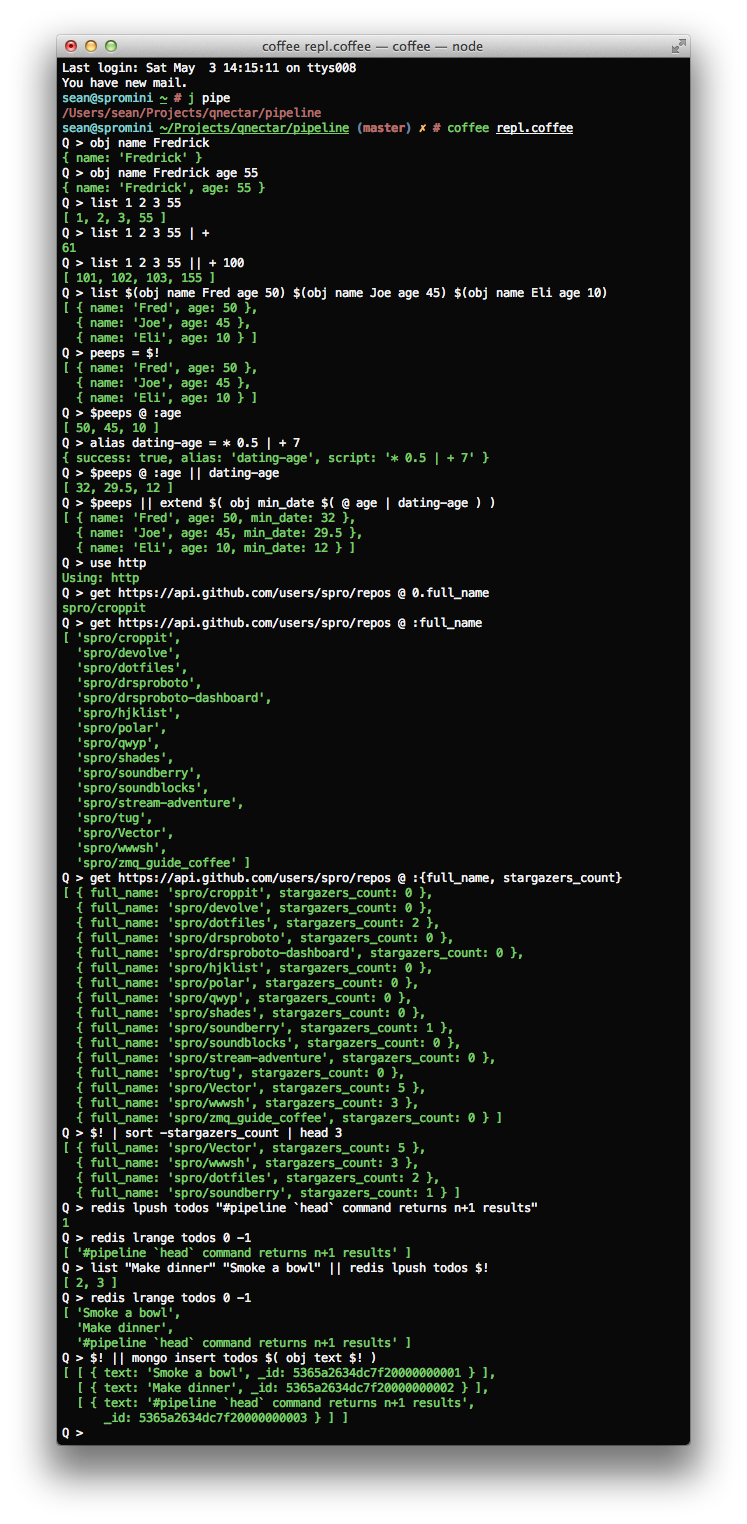 coffee repl.coffee — coffee — node
Last login: Sat May  3 14:15:11 on ttys008
You have new mail.
sean@spromini ~ # j pipe
/Users/sean/Projects/qnectar/pipeline
sean@spromini ~/Projects/qnectar/pipeline (master) ✗ # coffee repl.coffee
Q > obj name Fredrick
{ name: 'Fredrick' }
Q > obj name Fredrick age 55
{ name: 'Fredrick', age: 55 }
Q > list 1 2 3 55
[ 1, 2, 3, 55 ]
Q > list 1 2 3 55 | +
61
Q > list 1 2 3 55 || + 100
[ 101, 102, 103, 155 ]
Q > list $(obj name Fred age 50) $(obj name Joe age 45) $(obj name Eli age 10)
[ { name: 'Fred', age: 50 },
  { name: 'Joe', age: 45 },
  { name: 'Eli', age: 10 } ]
Q > peeps = $!
[ { name: 'Fred', age: 50 },
  { name: 'Joe', age: 45 },
  { name: 'Eli', age: 10 } ]
Q > $peeps @ :age
[ 50, 45, 10 ]
Q > alias dating-age = * 0.5 | + 7
{ success: true, alias: 'dating-age', script: '* 0.5 | + 7' }
Q > $peeps @ :age || dating-age
[ 32, 29.5, 12 ]
Q > $peeps || extend $( obj min_date $( @ age | dating-age ) )
[ { name: 'Fred', age: 50, min_date: 32 },
  { name: 'Joe', age: 45, min_date: 29.5 },
  { name: 'Eli', age: 10, min_date: 12 } ]
Q > use http
Using: http
Q > get https://api.github.com/users/spro/repos @ 0.full_name
spro/croppit
Q > get https://api.github.com/users/spro/repos @ :full_name
[ 'spro/croppit',
  'spro/devolve',
  'spro/dotfiles',
  'spro/drsproboto',
  'spro/drsproboto-dashboard',
  'spro/hjklist',
  'spro/polar',
  'spro/qwyp',
  'spro/shades',
  'spro/soundberry',
  'spro/soundblocks',
  'spro/stream-adventure',
  'spro/tug',
  'spro/Vector',
  'spro/wwwsh',
  'spro/zmq_guide_coffee' ]
Q > get https://api.github.com/users/spro/repos @ :{full_name, stargazers_count}
[ { full_name: 'spro/croppit', stargazers_count: 0 },
  { full_name: 'spro/devolve', stargazers_count: 0 },
  { full_name: 'spro/dotfiles', stargazers_count: 2 },
  { full_name: 'spro/drsproboto', stargazers_count: 0 },
  { full_name: 'spro/drsproboto-dashboard', stargazers_count: 0 },
  { full_name: 'spro/hjklist', stargazers_count: 0 },
  { full_name: 'spro/polar', stargazers_count: 0 },
  { full_name: 'spro/qwyp', stargazers_count: 0 },
  { full_name: 'spro/shades', stargazers_count: 0 },
  { full_name: 'spro/soundberry', stargazers_count: 1 },
  { full_name: 'spro/soundblocks', stargazers_count: 0 },
  { full_name: 'spro/stream-adventure', stargazers_count: 0 },
  { full_name: 'spro/tug', stargazers_count: 0 },
  { full_name: 'spro/Vector', stargazers_count: 5 },
  { full_name: 'spro/wwwsh', stargazers_count: 3 },
  { full_name: 'spro/zmq_guide_coffee', stargazers_count: 0 } ]
Q > $! | sort -stargazers_count | head 3
[ { full_name: 'spro/Vector', stargazers_count: 5 },
  { full_name: 'spro/wwwsh', stargazers_count: 3 },
  { full_name: 'spro/dotfiles', stargazers_count: 2 },
  { full_name: 'spro/soundberry', stargazers_count: 1 } ]
Q > redis lpush todos "#pipeline `head` command returns n+1 results"
1
Q > redis lrange todos 0 -1
[ '#pipeline `head` command returns n+1 results' ]
Q > list "Make dinner" "Smoke a bowl" || redis lpush todos $!
[ 2, 3 ]
Q > redis lrange todos 0 -1
[ 'Smoke a bowl',
  'Make dinner',
  '#pipeline `head` command returns n+1 results' ]
Q > $! || mongo insert todos $( obj text $! )
[ [ { text: 'Smoke a bowl', _id: 5365a2634dc7f20000000001 } ],
  [ { text: 'Make dinner', _id: 5365a2634dc7f20000000002 } ],
  [ { text: '#pipeline `head` command returns n+1 results',
      _id: 5365a2634dc7f20000000003 } ] ]
Q >